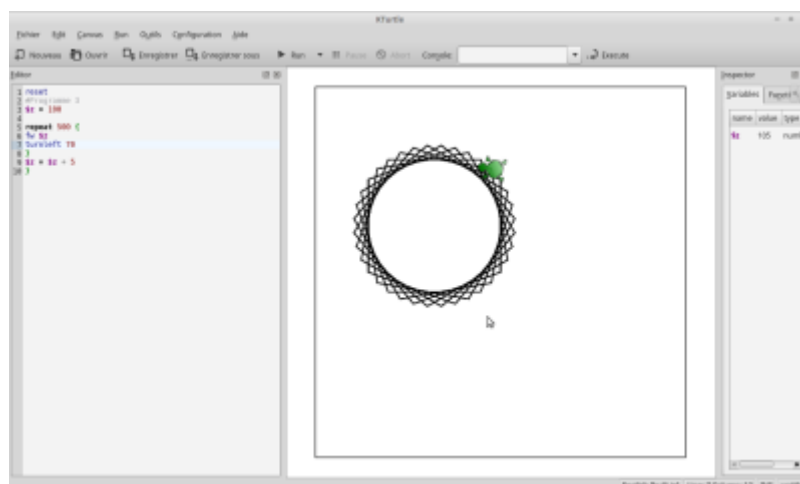 KTurtle
Fichier Edit Canvas Run Outils Configuration Aide
Nouveau Ouvrir Enregistrer Enregistrer sous Run Pause Abort Console: Execute
Editor
Inspector
1 reset
2 #Programme 3
3 $z = 100
4
5 repeat 500 {
6 fw $z
7 turnleft 70
8 }
9 $z = $z + 5
10 }
Variables
name value type
$z 105